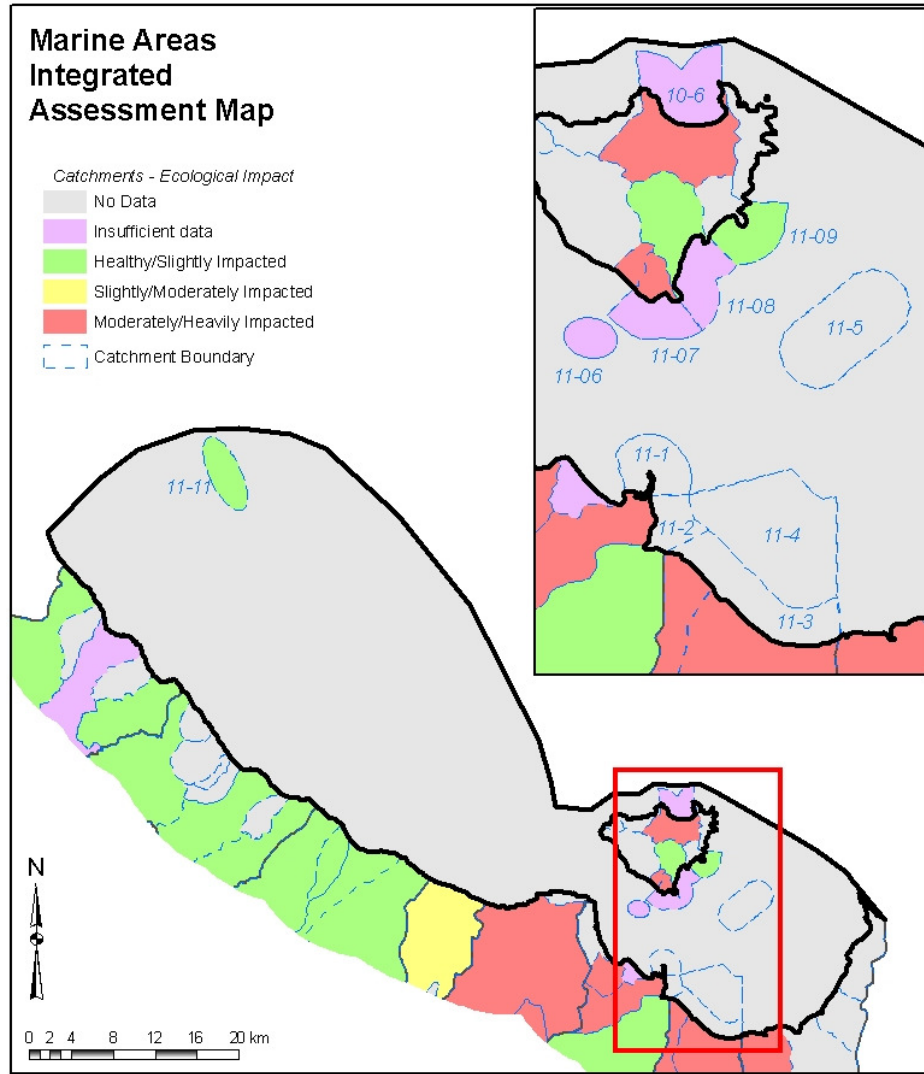 Marine Areas
Integrated
Assessment Map
Catchments - Ecological Impact
No Data
Insufficient data
Healthy/Slightly Impacted
Slightly/Moderately Impacted
Moderately/Heavily Impacted
Catchment Boundary
10-6
11-09
11-08
11-5
11-07
11-06
11-1
11-2
11-4
11-3
11-11
N
0 2 4 8 12 16 20 km